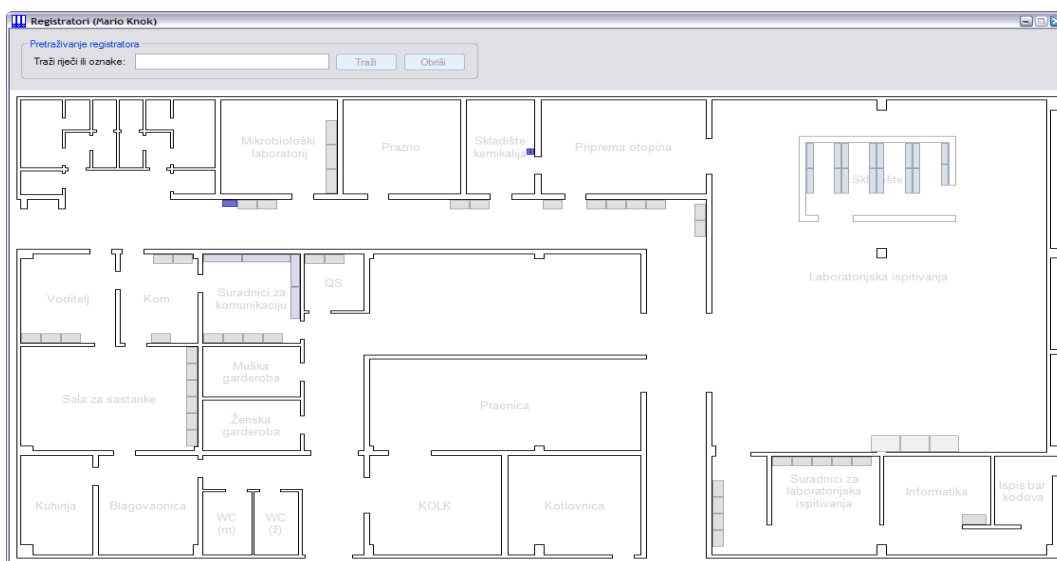 Registratori (Mario Knok)
Pretraživanje registratora
Traži riječi ili oznake:
Traži
Obriši
Mikrobiološki
laboratorij
Prazno
Skladište
kemikalija
Priprema otopina
Skladište
Voditelj
Kom.
Suradnici za
komunikaciju
QS
Laboratorijska ispitivanja
Muška
garderoba
Sala za sastanke
Ženska
garderoba
Praonica
Kuhinja
Blagovaonica
WC
(m)
WC
(ž)
KOLK
Kotlovnica
Suradnici za
laboratorijska
ispitivanja
Informatika
Ispis bar
kodova